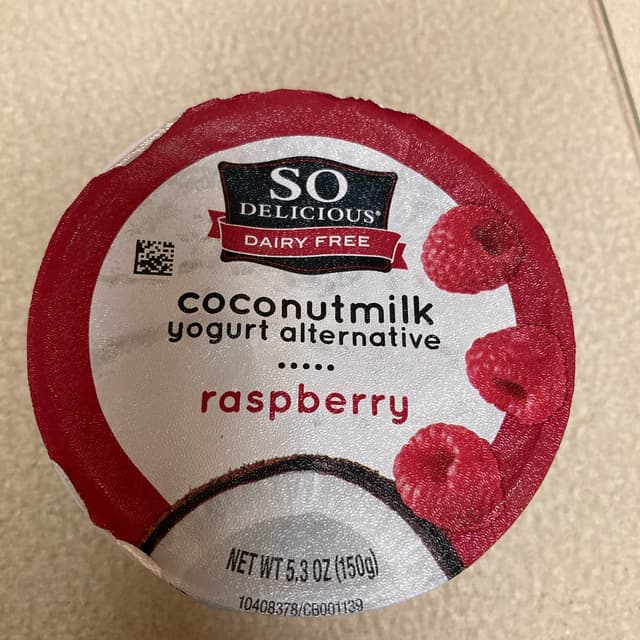 SO
DELICIOUS®
DAIRY FREE
coconutmilk
yogurt alternative
raspberry
NET WT 5.3 OZ (150g)
10408378/CB001139